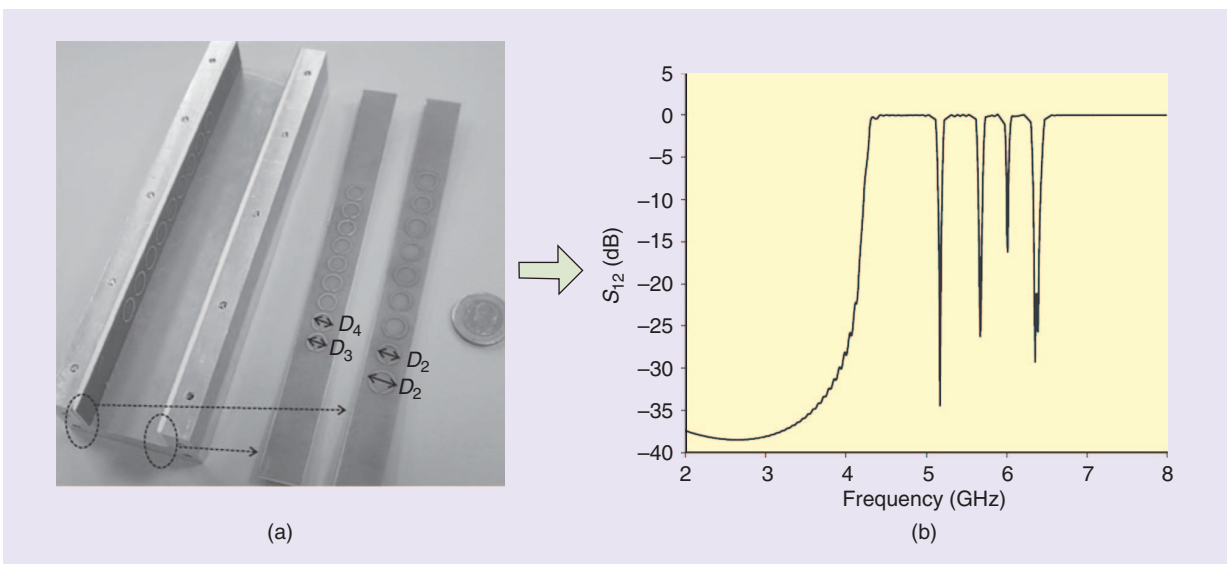 D4
D3
D2
D2
(a)
S12 (dB)
5
0
–5
–10
–15
–20
–25
–30
–35
–40
2 3 4 5 6 7 8
Frequency (GHz)
(b)